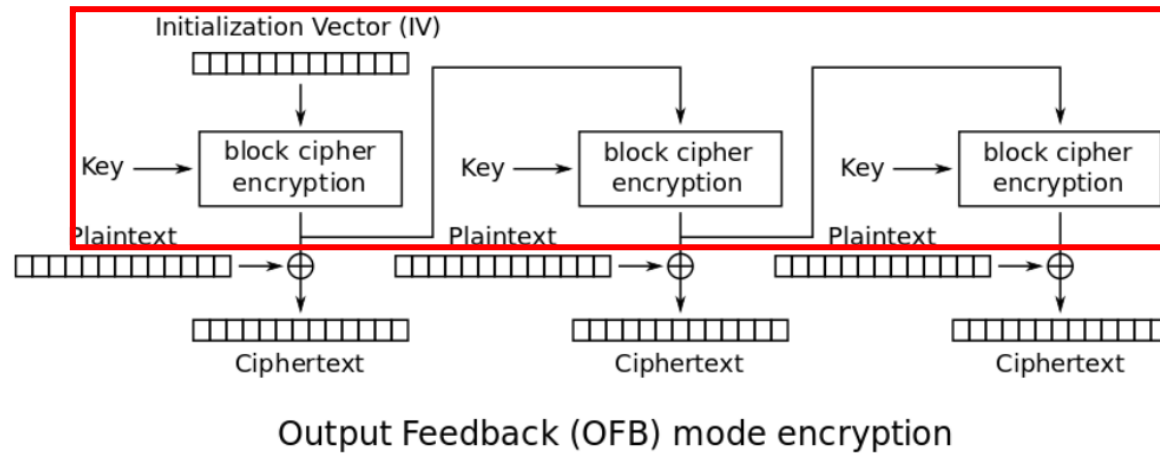 Initialization Vector (IV)
Key
block cipher
encryption
Key
block cipher
encryption
Key
block cipher
encryption
Plaintext
Plaintext
Plaintext
Ciphertext
Ciphertext
Ciphertext
Output Feedback (OFB) mode encryption